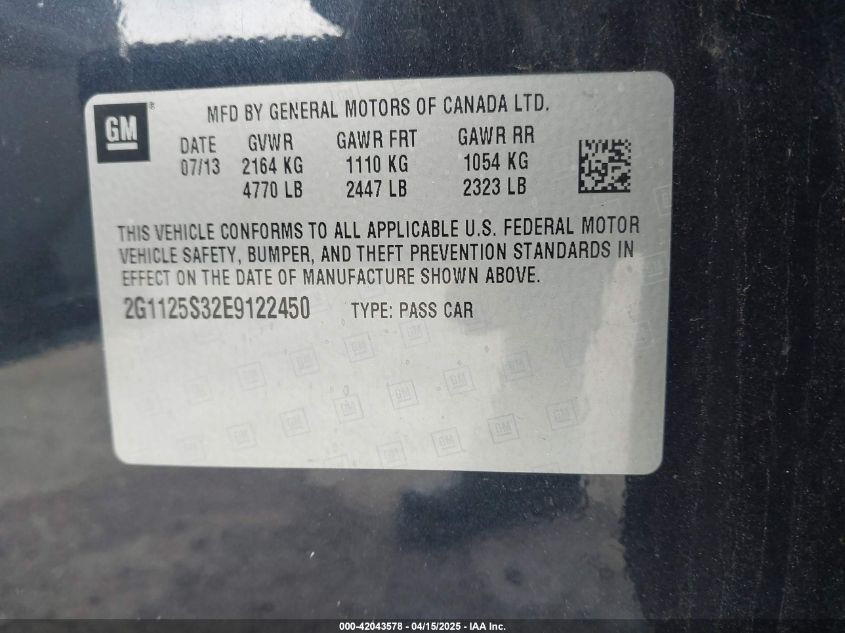 GM®
MFD BY GENERAL MOTORS OF CANADA LTD.
DATE GVWR GAWR FRT GAWR RR
07/13 2164 KG 1110 KG 1054 KG
4770 LB 2447 LB 2323 LB
THIS VEHICLE CONFORMS TO ALL APPLICABLE U.S. FEDERAL MOTOR
VEHICLE SAFETY, BUMPER, AND THEFT PREVENTION STANDARDS IN
EFFECT ON THE DATE OF MANUFACTURE SHOWN ABOVE.
2G1125S32E9122450 TYPE: PASS CAR
000-42043578 - 04/15/2025 - IAA Inc.